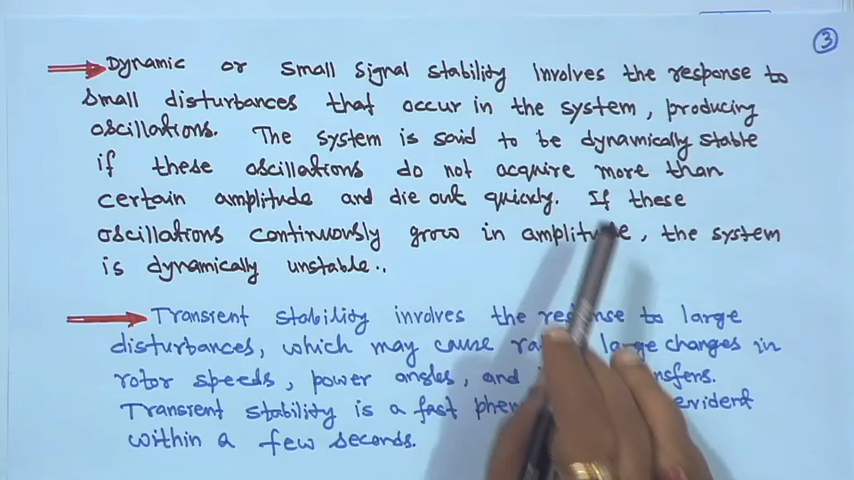 3
Dynamic or small signal stability involves the response to
small disturbances that occur in the system, producing
oscillations. The system is said to be dynamically stable
if these oscillations do not acquire more than
certain amplitude and die out quickly. If these
oscillations continuously grow in amplitude, the system
is dynamically unstable..
Transient stability involves the response to large
disturbances, which may cause large changes in
rotor speeds, power angles, and
Transient stability is a fast evident
within a few seconds.